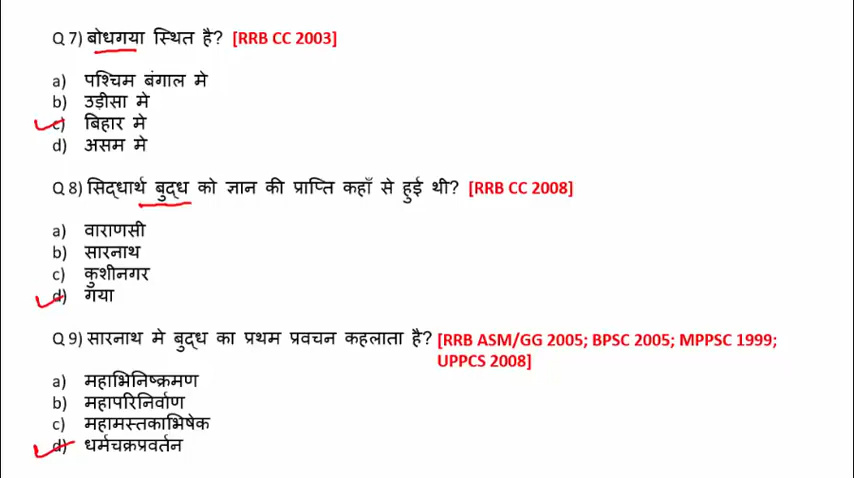 Q 7) बोधगया स्थित है? [RRB CC 2003]
a) पश्चिम बंगाल मे
b) उड़ीसा मे
c) बिहार मे
d) असम मे
Q 8) सिद्धार्थ बुद्ध को ज्ञान की प्राप्ति कहाँ से हुई थी? [RRB CC 2008]
a) वाराणसी
b) सारनाथ
c) कुशीनगर
d) गया
Q 9) सारनाथ मे बुद्ध का प्रथम प्रवचन कहलाता है? [RRB ASM/GG 2005; BPSC 2005; MPPSC 1999;
UPPCS 2008]
a) महाभिनिष्क्रमण
b) महापरिनिर्वाण
c) महामस्तकाभिषेक
d) धर्मचक्रप्रवर्तन